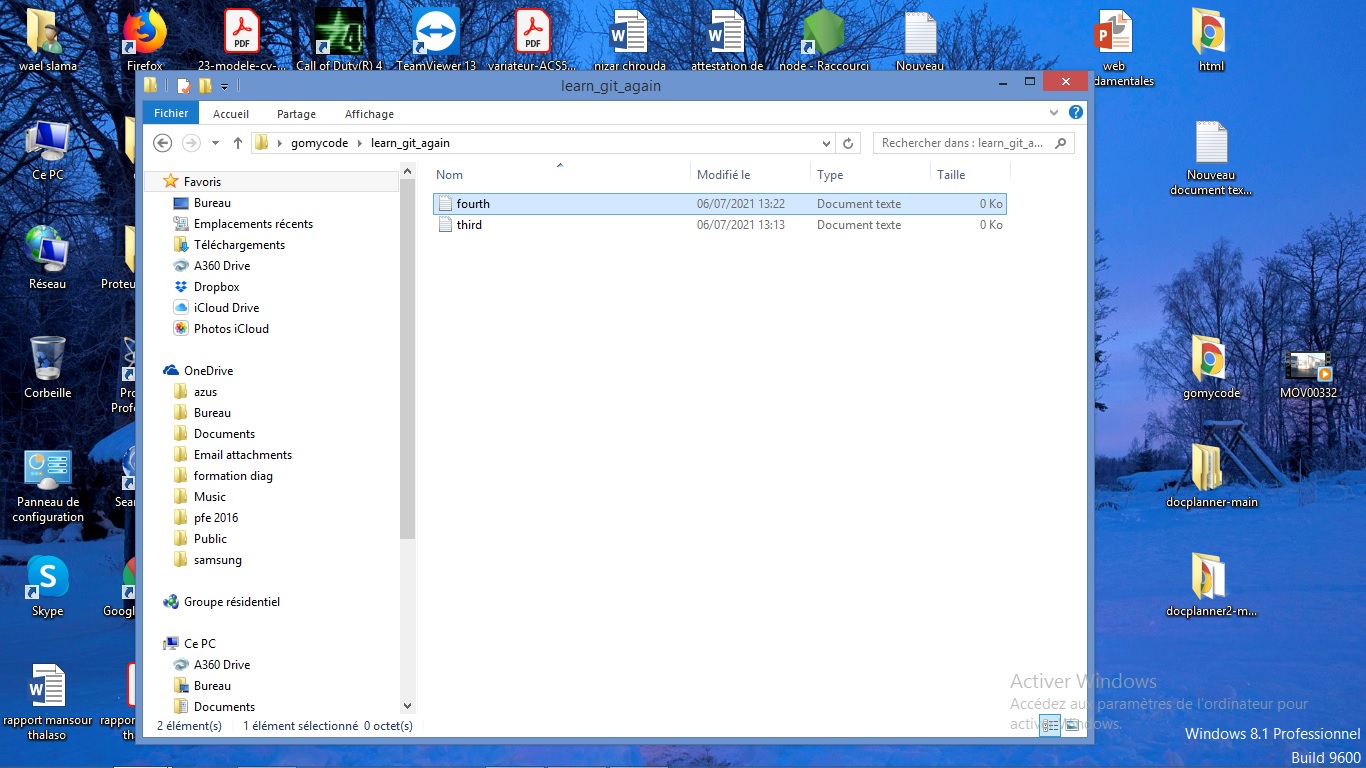 wael slama
Firefox
23-modele-cv-...
Call of Duty(R) 4
TeamViewer 13
variateur-ACS5...
nizar chrouda
attestation de
node - Raccourci
Nouveau
web
damentales
html
learn_git_again
Fichier
Accueil
Partage
Affichage
gomycode
learn_git_again
Rechercher dans : learn_git_a...
Nom
Modifié le
Type
Taille
fourth
06/07/2021 13:22
Document texte
0 Ko
third
06/07/2021 13:13
Document texte
0 Ko
Favoris
Bureau
Emplacements récents
Téléchargements
A360 Drive
Dropbox
iCloud Drive
Photos iCloud
OneDrive
azus
Bureau
Documents
Email attachments
formation diag
Music
pfe 2016
Public
samsung
Groupe résidentiel
Ce PC
A360 Drive
Bureau
Documents
2 élément(s)
1 élément sélectionné 0 octet(s)
Ce PC
Réseau
Proteu
Corbeille
Pro
Profe
Panneau de
configuration
Sear
Skype
Googl
rapport mansour
thalaso
rappor
tha
Nouveau
document tex...
gomycode
MOV00332
docplanner-main
docplanner2-m...
Activer Windows
Accédez aux paramètres de l'ordinateur pour
activer Windows.
Windows 8.1 Professionnel
Build 9600